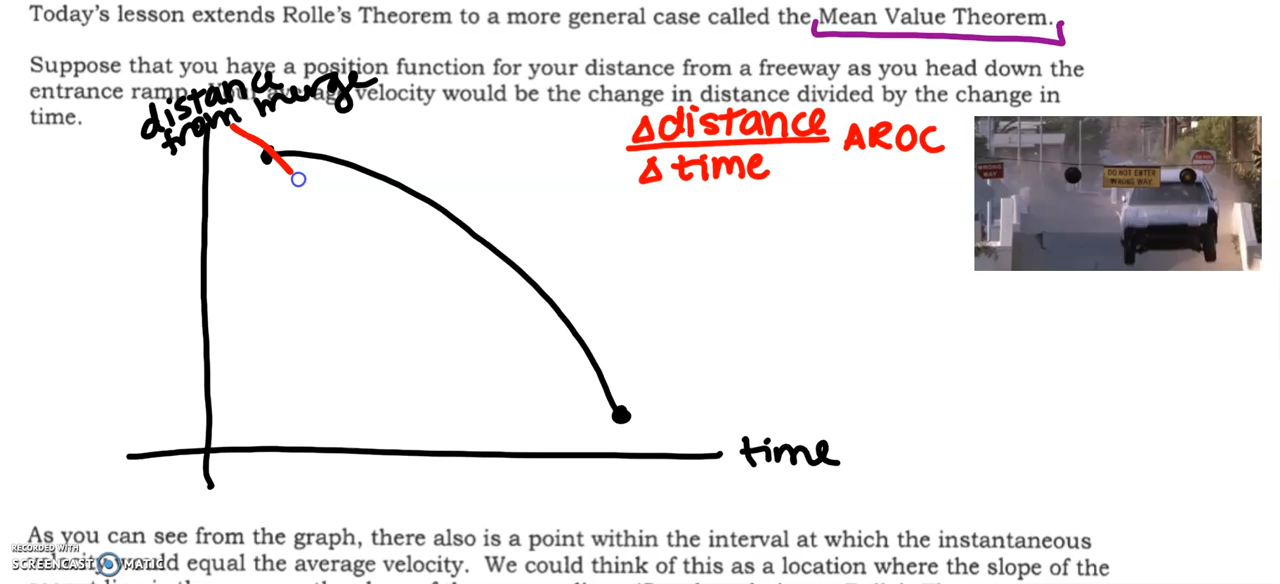 Today's lesson extends Rolle's Theorem to a more general case called the Mean Value Theorem.
Suppose that you have a position function for your distance from a freeway as you head down the
entrance ramp. velocity would be the change in distance divided by the change in
time.
distance
from merge
Δ distance
Δ time
AROC
WRONG
WAY
DO NOT ENTER
WRONG WAY
time
As you can see from the graph, there also is a point within the interval at which the instantaneous
would equal the average velocity. We could think of this as a location where the slope of the
RECORDED WITH
SCREENCAST MATIC